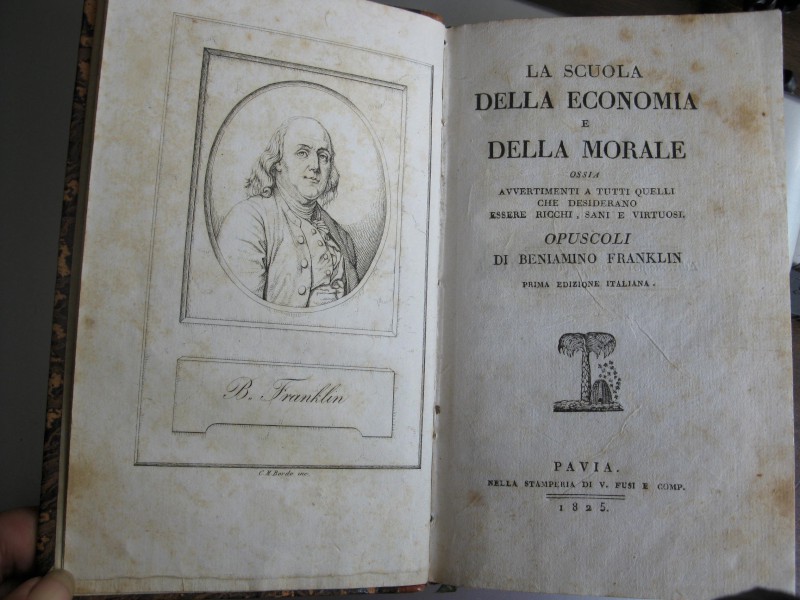 B. Franklin
LA SCUOLA
DELLA ECONOMIA
E
DELLA MORALE
OSSIA
AVVERTIMENTI A TUTTI QUELLI
CHE DESIDERANO
ESSERE RICCHI, SANI E VIRTUOSI.
OPUSCOLI
DI BENIAMINO FRANKLIN
PRIMA EDIZIONE ITALIANA.
PAVIA.
NELLA STAMPERIA DI V. FUSI E COMP.
1825.